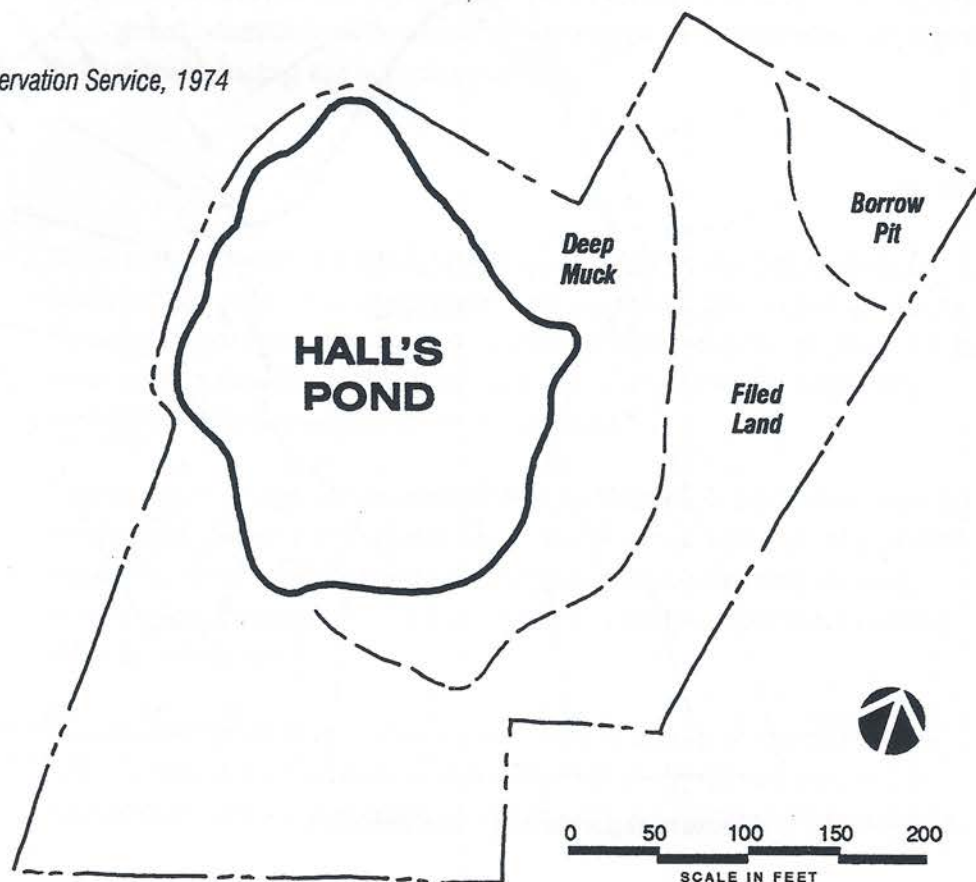 ervation Service, 1974
Deep
Muck
Borrow
Pit
HALL'S
POND
Filed
Land
0 50 100 150 200
SCALE IN FEET